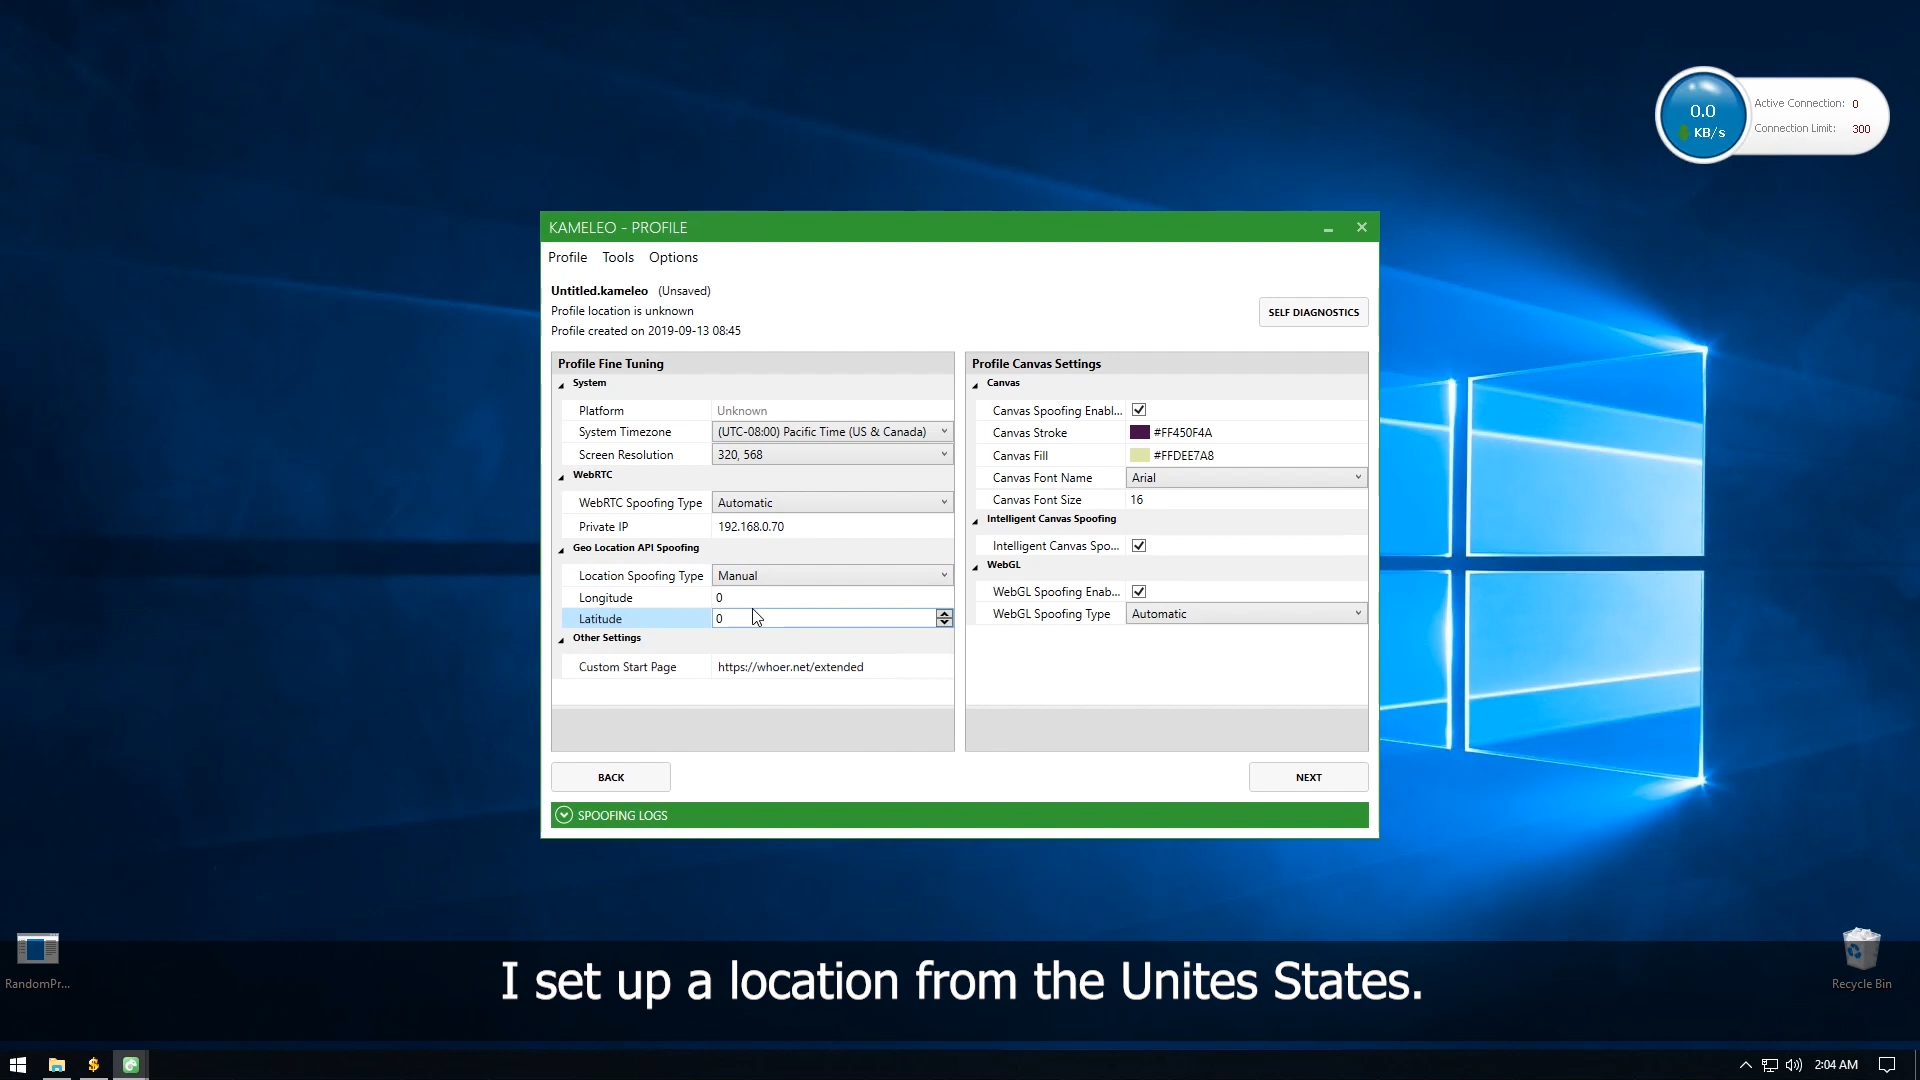 0.0
KB/s
Active Connection: 0
Connection Limit: 300
KAMELEO - PROFILE
Profile Tools Options
Untitled.kameleo (Unsaved)
Profile location is unknown
Profile created on 2019-09-13 08:45
SELF DIAGNOSTICS
Profile Fine Tuning
System
Platform Unknown
System Timezone (UTC-08:00) Pacific Time (US & Canada)
Screen Resolution 320, 568
WebRTC
WebRTC Spoofing Type Automatic
Private IP 192.168.0.70
Geo Location API Spoofing
Location Spoofing Type Manual
Longitude 0
Latitude 0
Other Settings
Custom Start Page https://whoer.net/extended
Profile Canvas Settings
Canvas
Canvas Spoofing Enabl... 
Canvas Stroke #FF450F4A
Canvas Fill #FFDEE7A8
Canvas Font Name Arial
Canvas Font Size 16
Intelligent Canvas Spoofing
Intelligent Canvas Spo...
WebGL
WebGL Spoofing Enab...
WebGL Spoofing Type Automatic
BACK
NEXT
SPOOFING LOGS
RandomPr...
Recycle Bin
I set up a location from the Unites States.
2:04 AM